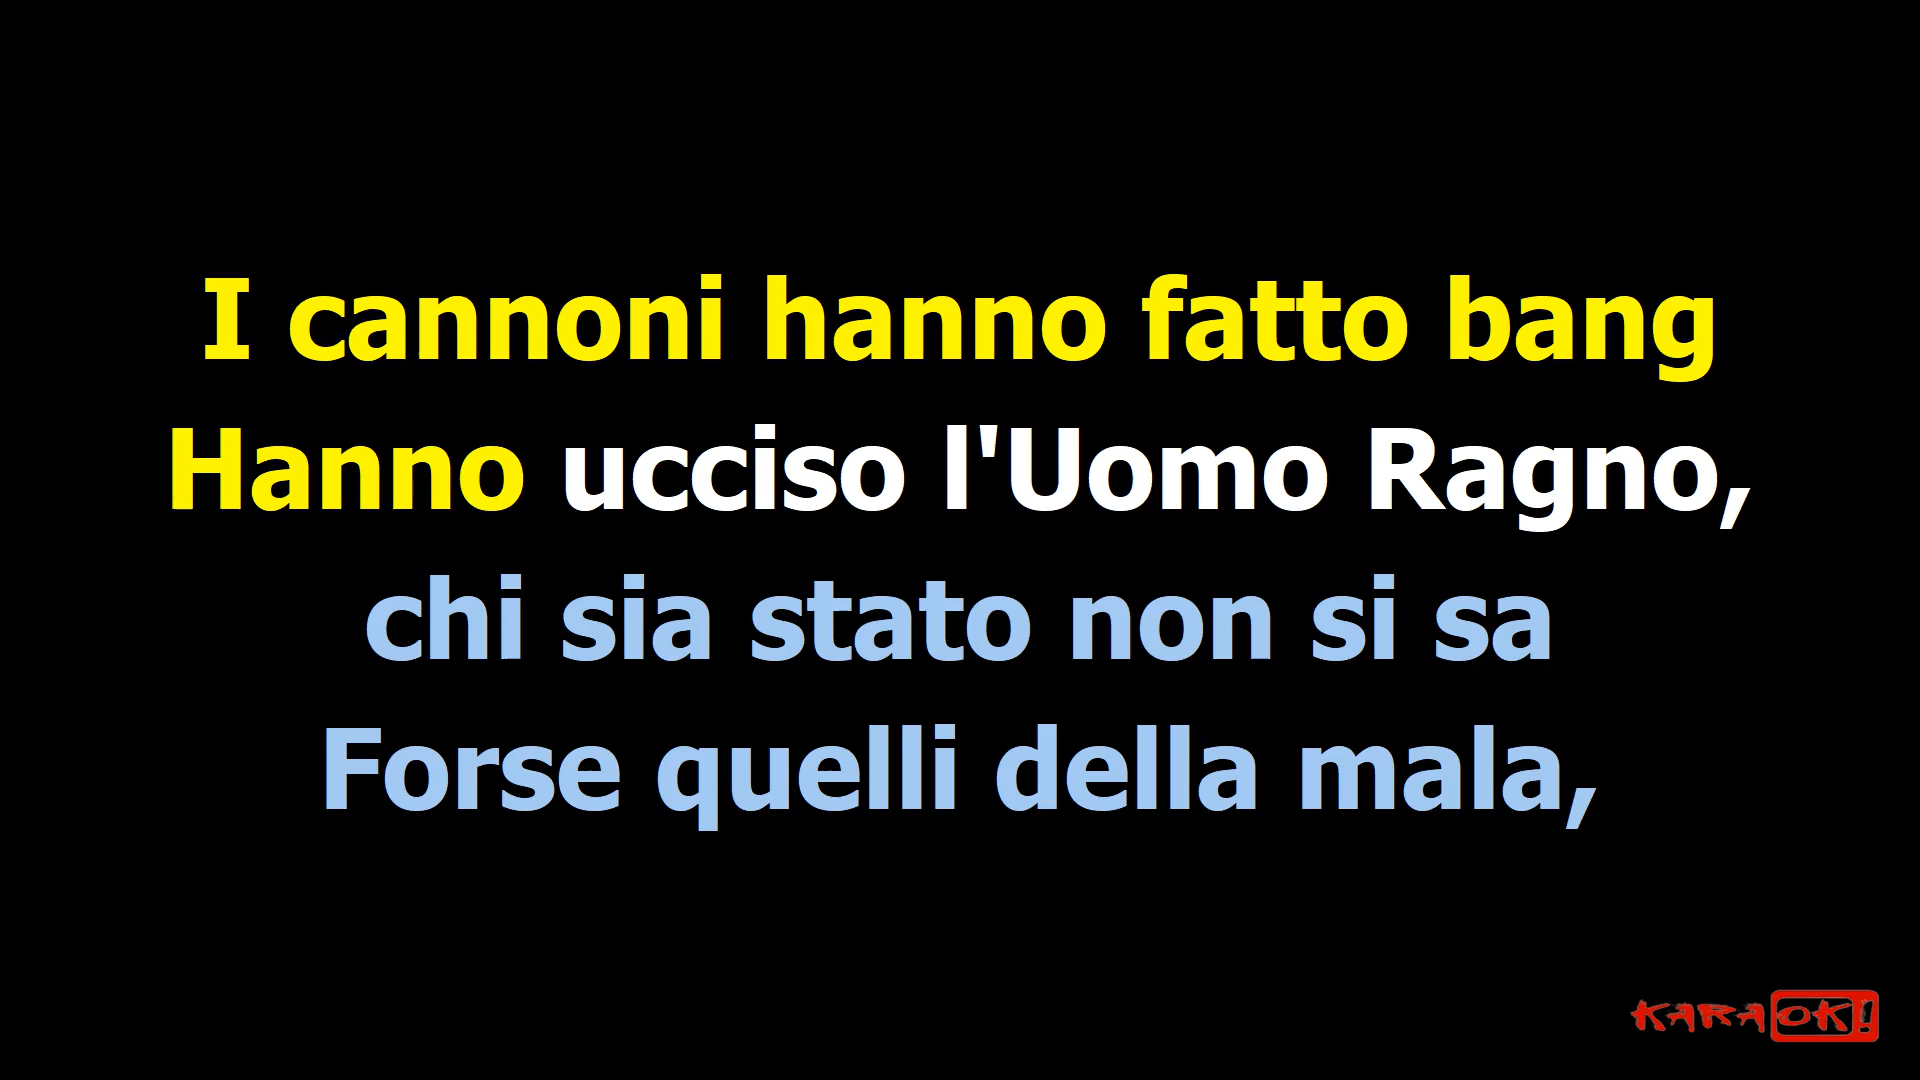 I cannoni hanno fatto bang
Hanno ucciso l'Uomo Ragno,
chi sia stato non si sa
Forse quelli della mala,
KARAOK!